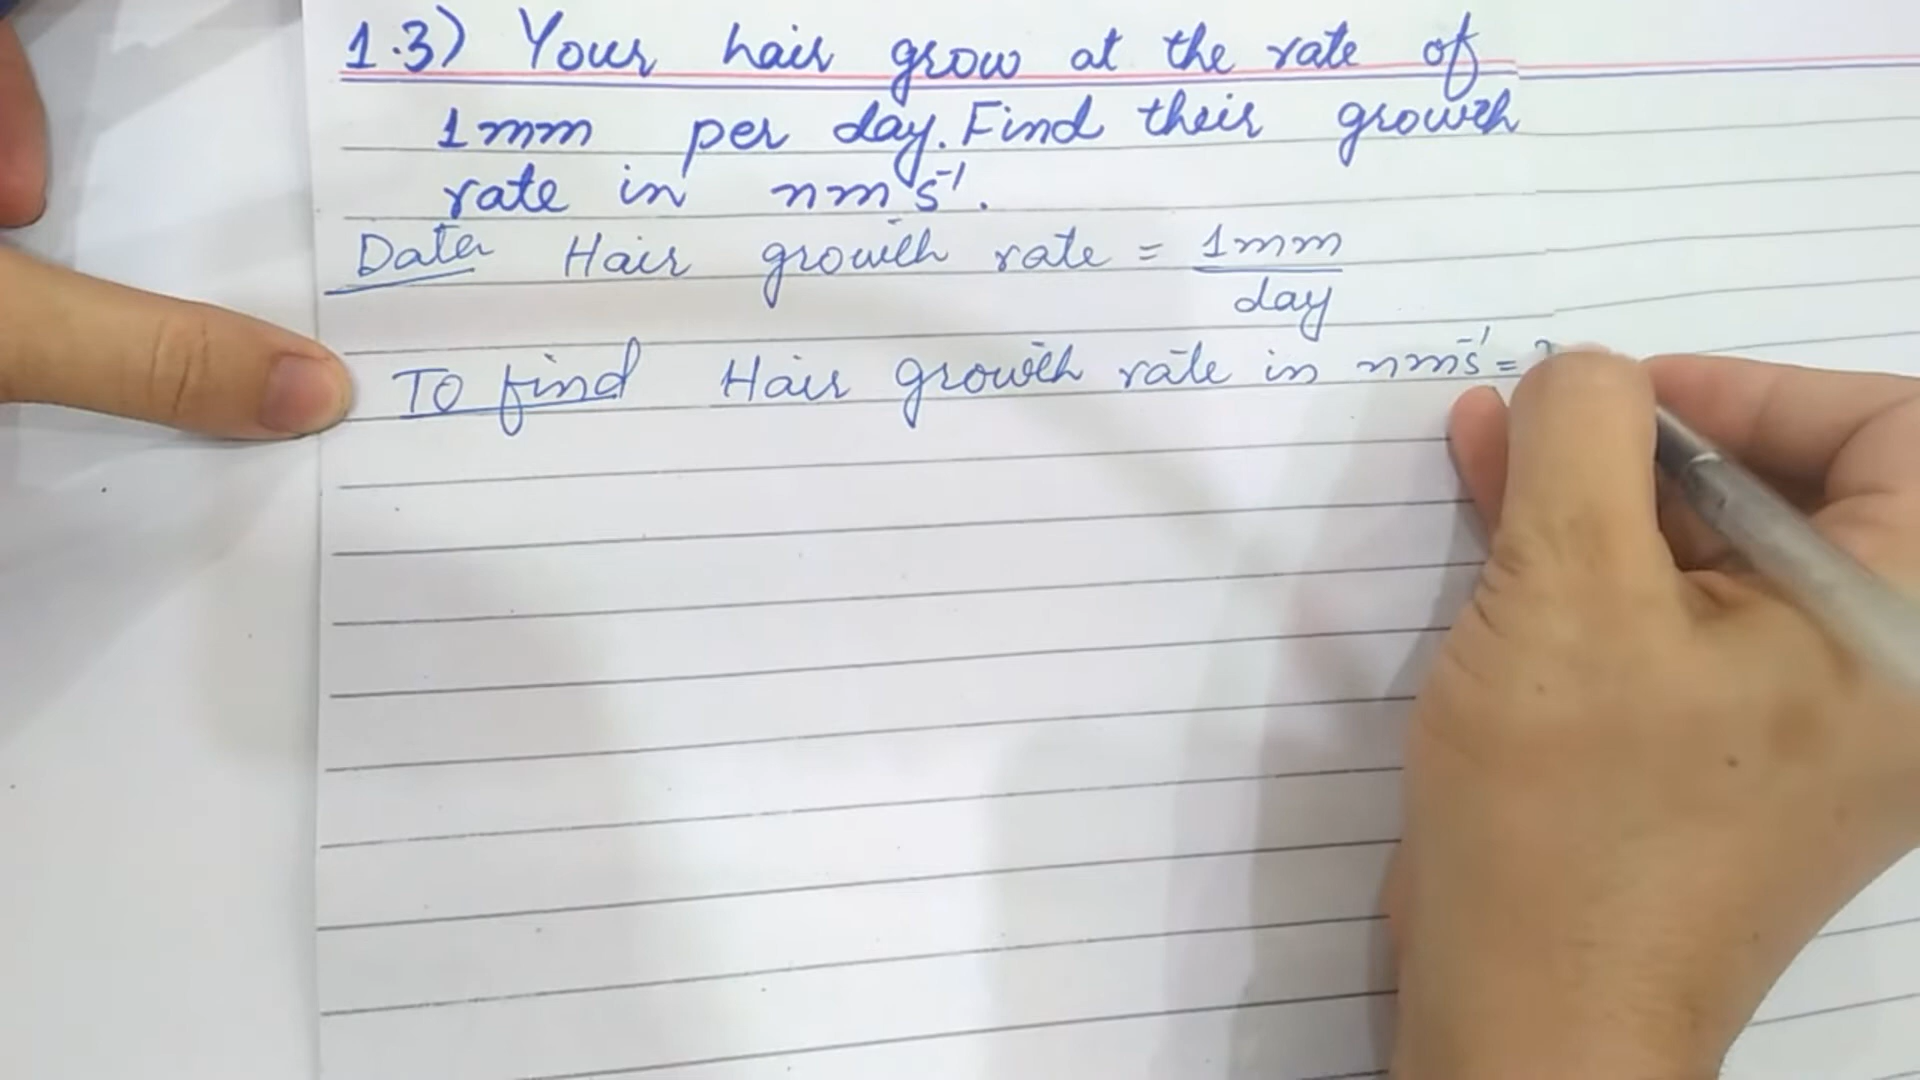 1.3) Your hair grow at the rate of
1mm per day. Find their growth
rate in nms⁻¹.
Data Hair growth rate = 1mm
day
To find Hair growth rate in nms⁻¹ = ?